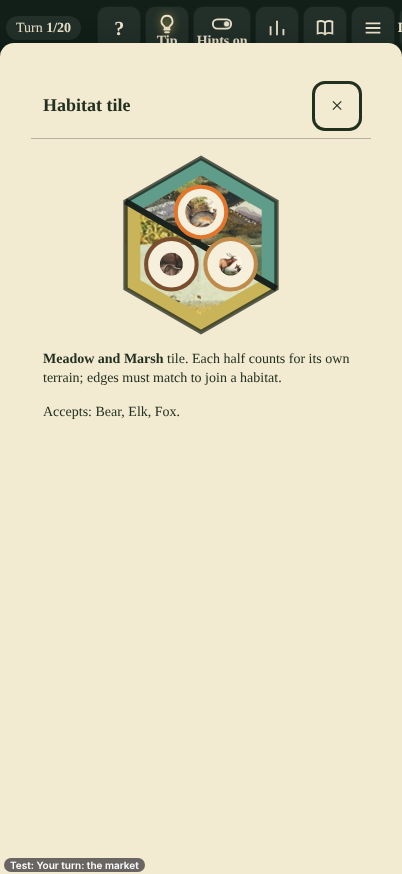 Turn 1/20
?
Tip
Hints on
Habitat tile
×
Meadow and Marsh tile. Each half counts for its own
terrain; edges must match to join a habitat.
Accepts: Bear, Elk, Fox.
Test: Your turn: the market